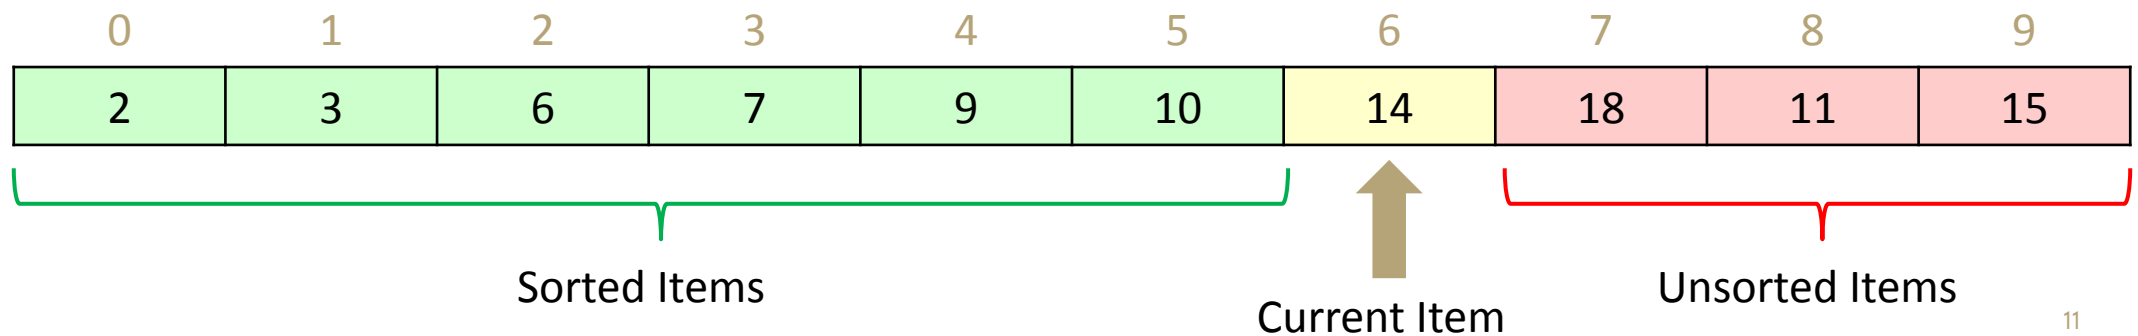 0 1 2 3 4 5 6 7 8 9
2 3 6 7 9 10 14 18 11 15
Sorted Items
Current Item
Unsorted Items
11